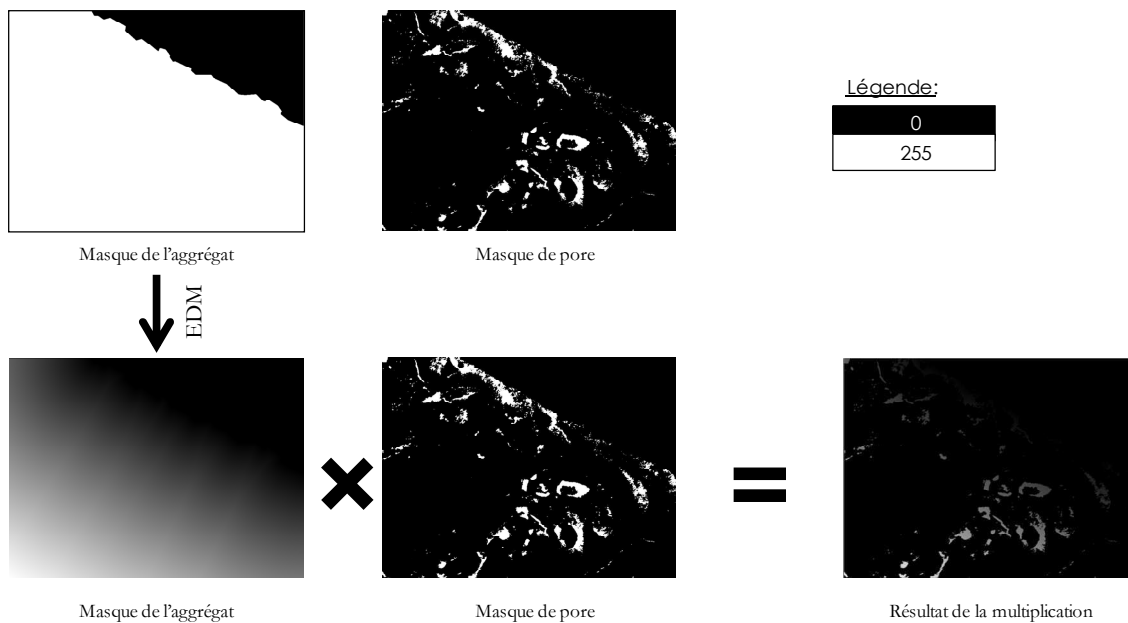 Légende:
0
255
Masque de l'aggrégat
Masque de pore
EDM
Masque de l'aggrégat
Masque de pore
Résultat de la multiplication